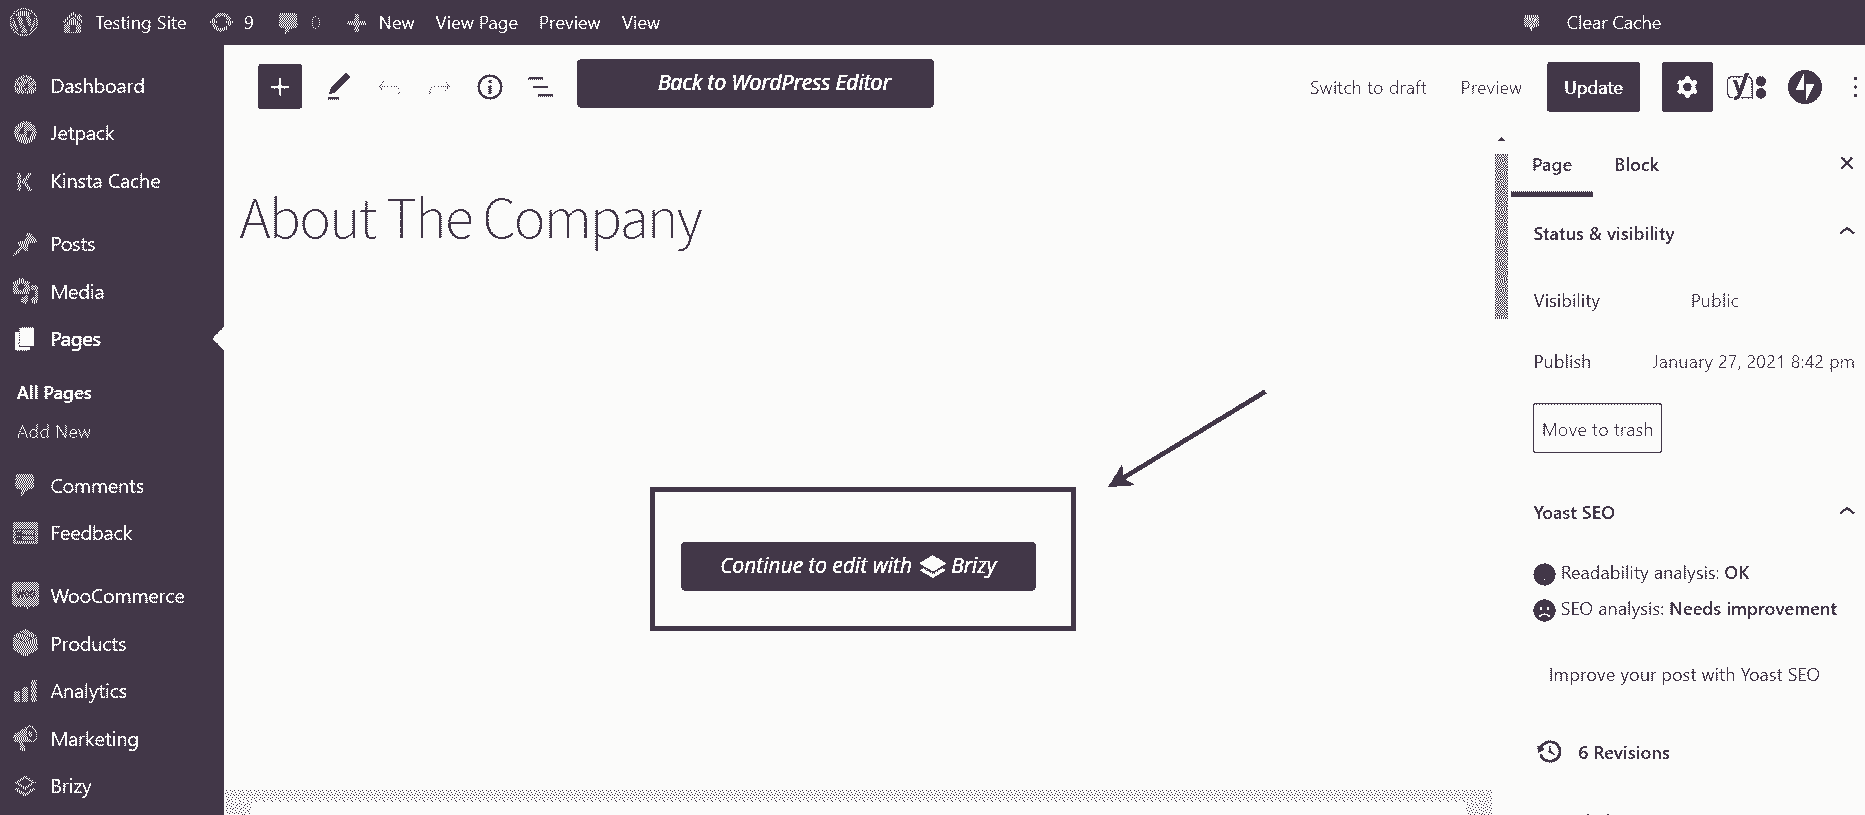 Testing Site 9 0 New View Page Preview View Clear Cache
Dashboard
Jetpack
Kinsta Cache
Posts
Media
Pages
All Pages
Add New
Comments
Feedback
WooCommerce
Products
Analytics
Marketing
Brizy
Back to WordPress Editor
Switch to draft Preview Update
About The Company
Continue to edit with Brizy
Page Block
Status & visibility
Visibility Public
Publish January 27, 2021 8:42 pm
Move to trash
Yoast SEO
Readability analysis: OK
SEO analysis: Needs improvement
Improve your post with Yoast SEO
6 Revisions